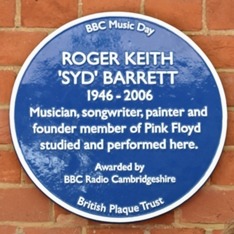 BBC Music Day
ROGER KEITH
'SYD' BARRETT
1946 - 2006
Musician, songwriter, painter and
founder member of Pink Floyd
studied and performed here.
Awarded by
BBC Radio Cambridgeshire
British Plaque Trust